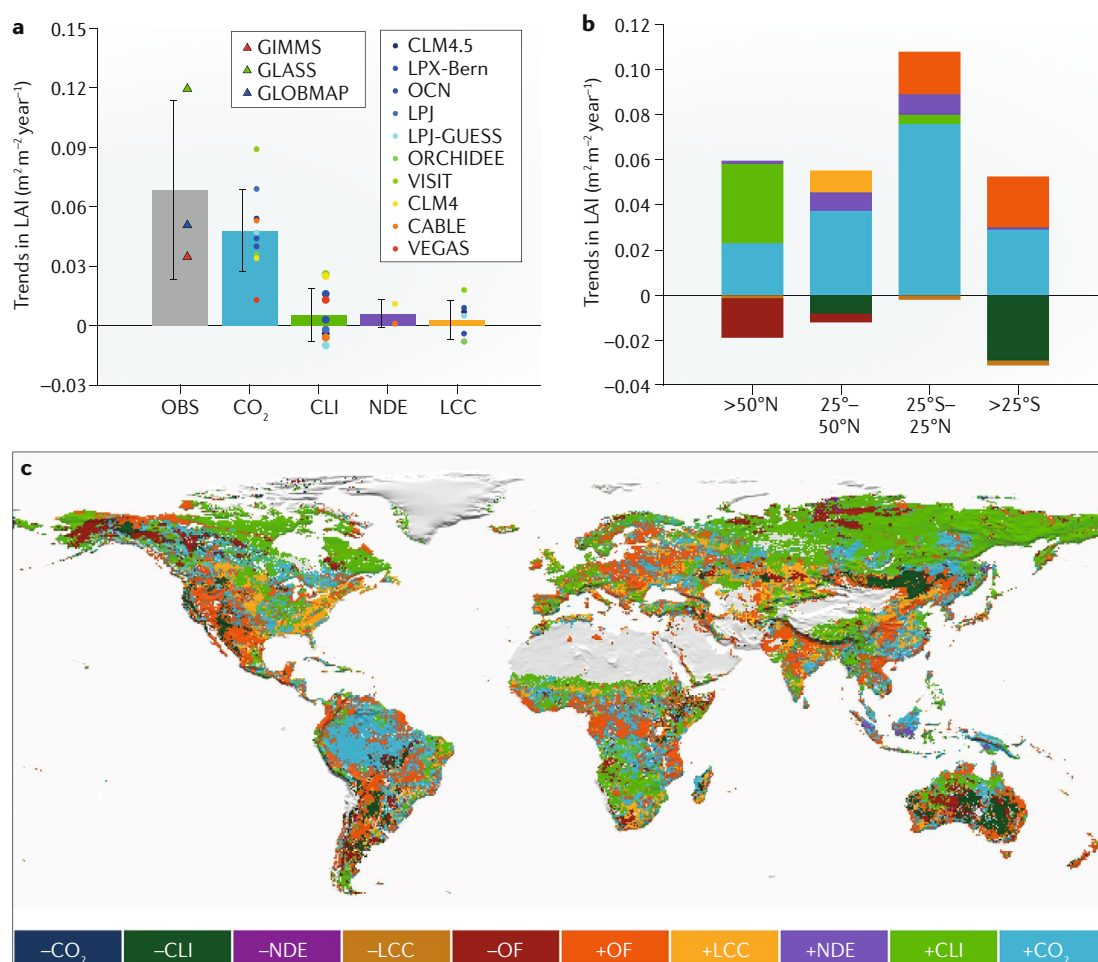 a
Trends in LAI (m² m⁻² year⁻¹)
0.15
0.12
0.09
0.06
0.03
0
−0.03
GIMMS
GLASS
GLOBMAP
CLM4.5
LPX-Bern
OCN
LPJ
LPJ-GUESS
ORCHIDEE
VISIT
CLM4
CABLE
VEGAS
OBS
CO₂
CLI
NDE
LCC
b
Trends in LAI (m² m⁻² year⁻¹)
0.12
0.10
0.08
0.06
0.04
0.02
0
−0.02
−0.04
>50°N
25°–
50°N
25°S–
25°N
>25°S
c
−CO₂
−CLI
−NDE
−LCC
−OF
+OF
+LCC
+NDE
+CLI
+CO₂